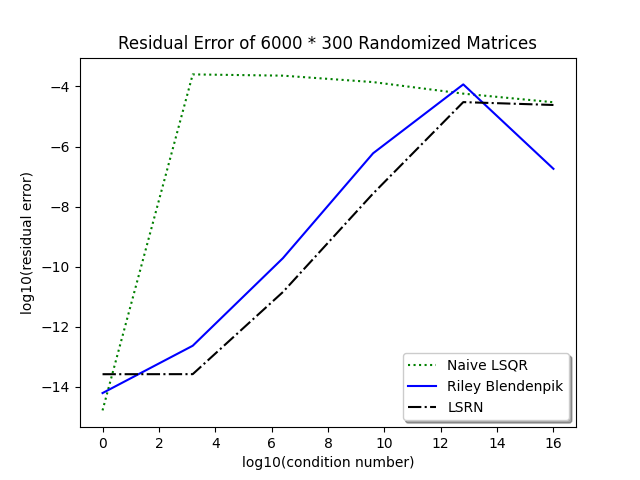 Residual Error of 6000 * 300 Randomized Matrices
log10(residual error)
−4
−6
−8
−10
−12
−14
Naive LSQR
Riley Blendenpik
LSRN
0 2 4 6 8 10 12 14 16
log10(condition number)